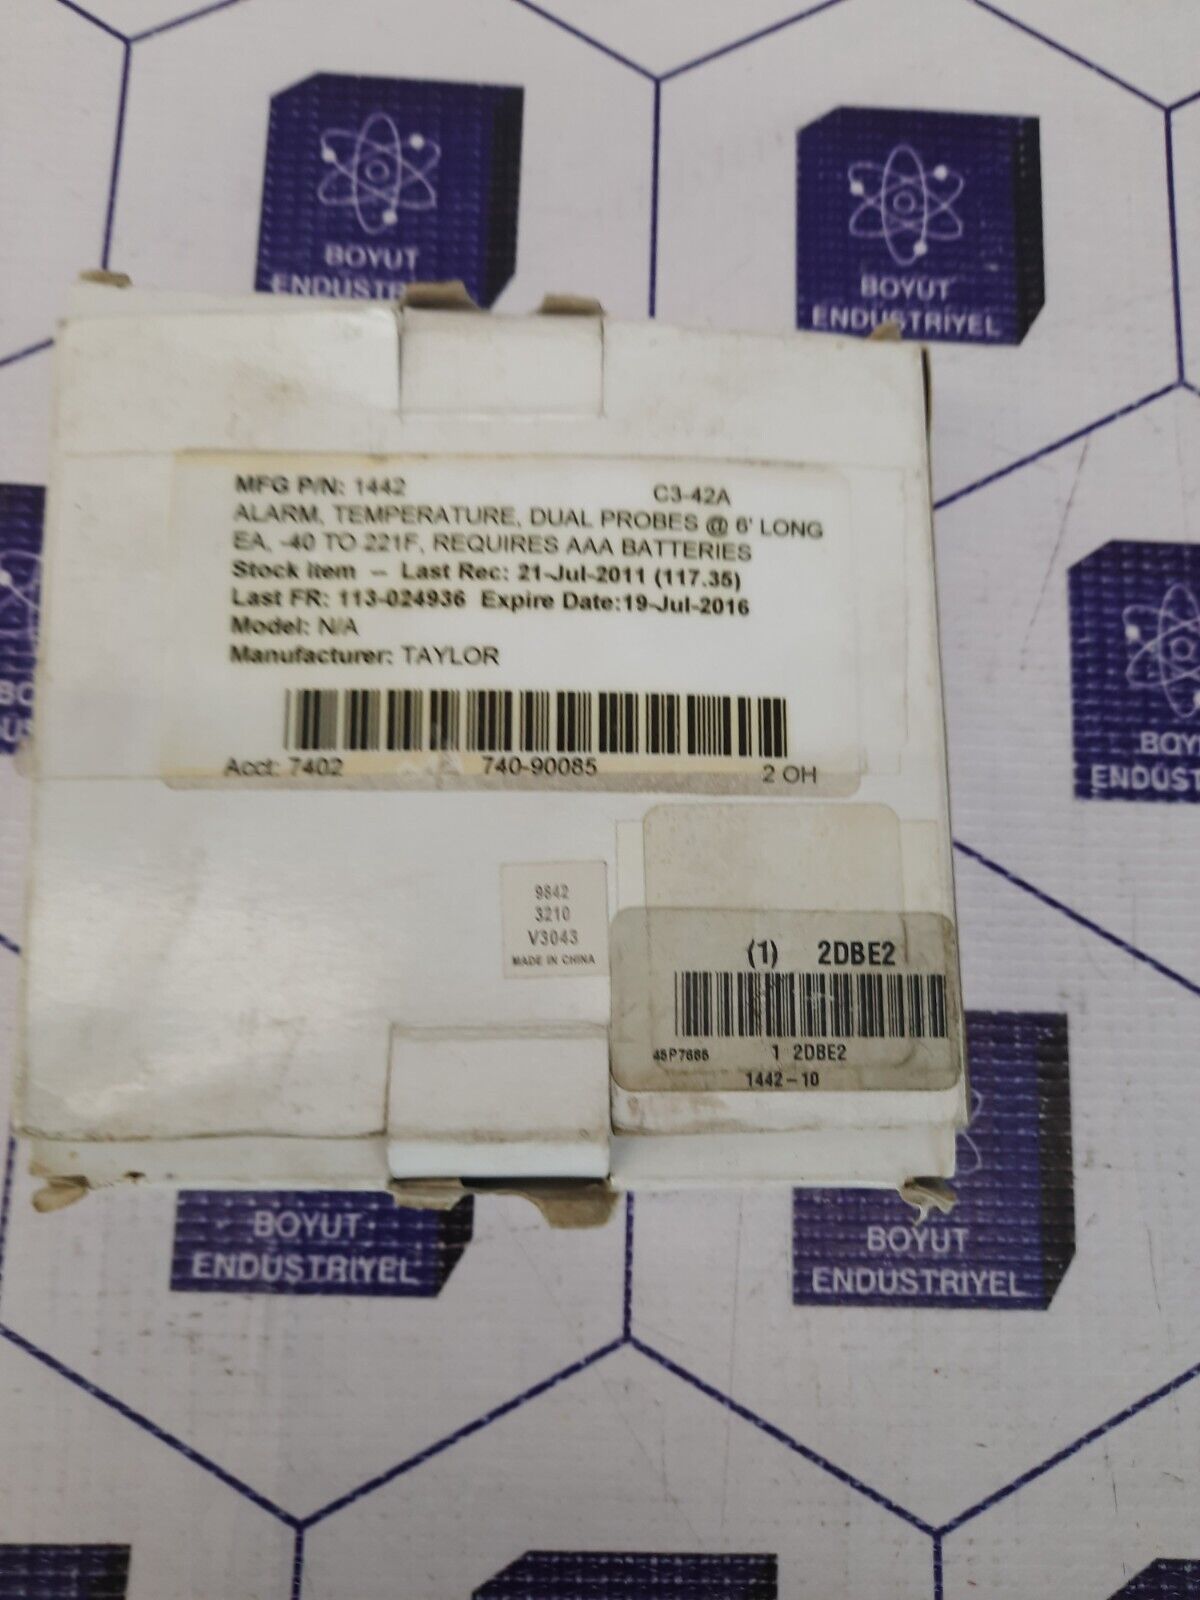 BOYUT
ENDUSTRIYEL
BOYUT
ENDUSTRIYEL
MFG P/N: 1442 C3-42A
ALARM, TEMPERATURE, DUAL PROBES @ 6' LONG
EA, -40 TO 221F, REQUIRES AAA BATTERIES
Stock item -- Last Rec: 21-Jul-2011 (117.35)
Last FR: 113-024936 Expire Date:19-Jul-2016
Model: N/A
Manufacturer: TAYLOR
Acct: 7402 740-90085 2 OH
BOYUT
ENDUSTRIYEL
9842
3210
V3043
MADE IN CHINA
(1) 2DBE2
1 2DBE2
1442-10
BOYUT
ENDUSTRIYEL
BOYUT
ENDUSTRIYEL